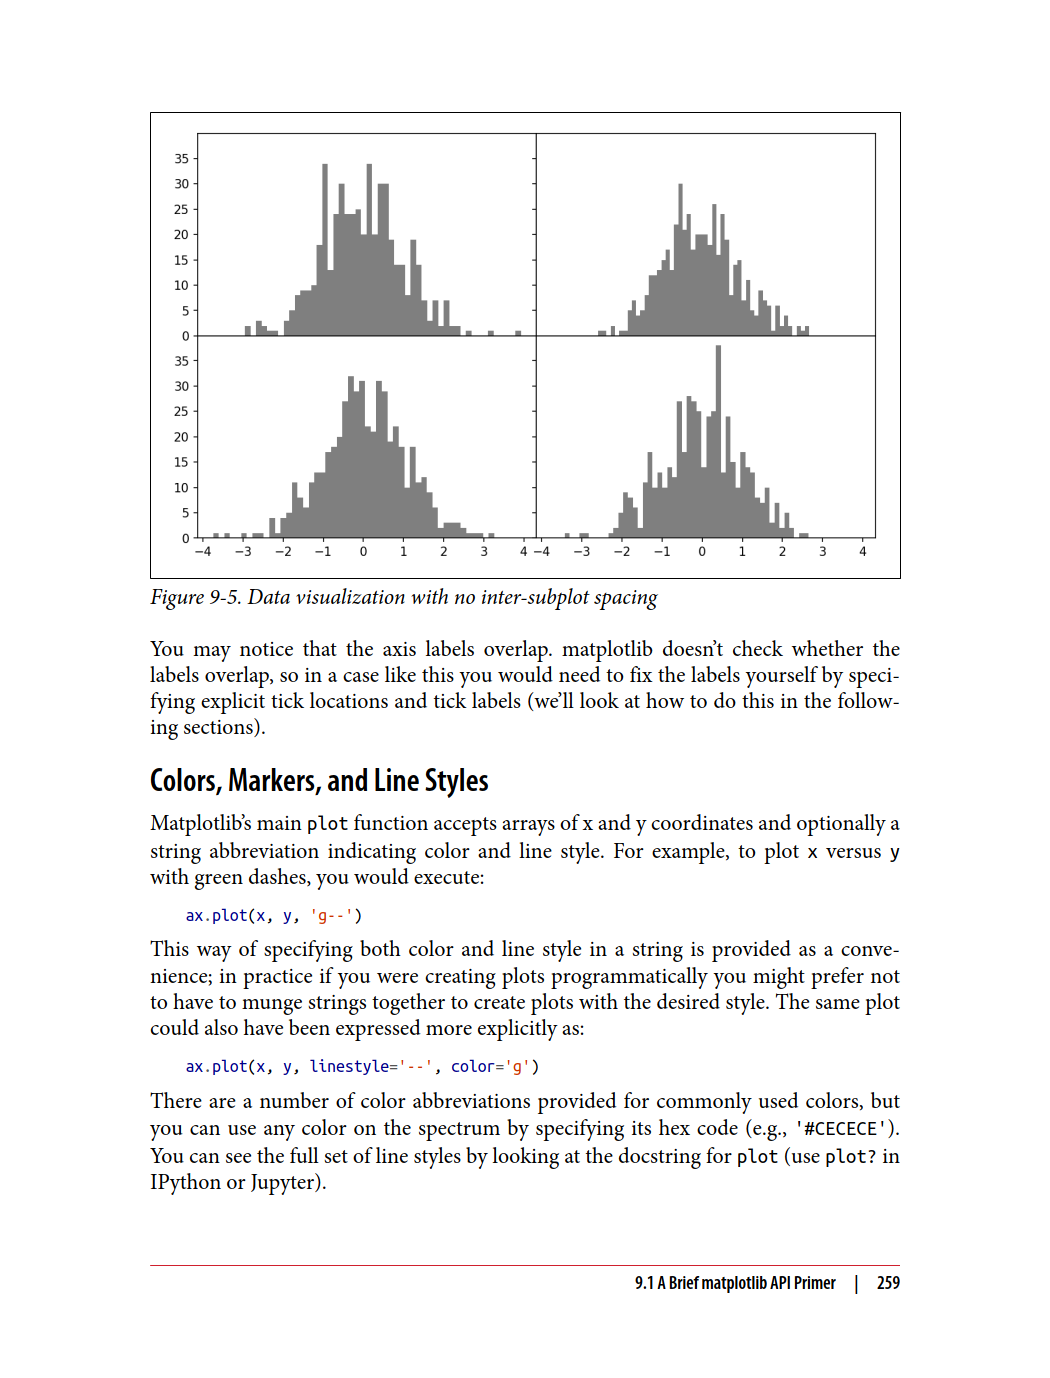 35
30
25
20
15
10
5
0
35
30
25
20
15
10
5
0
−4 −3 −2 −1 0 1 2 3 4 −4 −3 −2 −1 0 1 2 3 4
Figure 9-5. Data visualization with no inter-subplot spacing
You may notice that the axis labels overlap. matplotlib doesn’t check whether the
labels overlap, so in a case like this you would need to fix the labels yourself by speci-
fying explicit tick locations and tick labels (we’ll look at how to do this in the follow-
ing sections).
Colors, Markers, and Line Styles
Matplotlib’s main plot function accepts arrays of x and y coordinates and optionally a
string abbreviation indicating color and line style. For example, to plot x versus y
with green dashes, you would execute:
ax.plot(x, y, 'g--')
This way of specifying both color and line style in a string is provided as a conve-
nience; in practice if you were creating plots programmatically you might prefer not
to have to munge strings together to create plots with the desired style. The same plot
could also have been expressed more explicitly as:
ax.plot(x, y, linestyle='--', color='g')
There are a number of color abbreviations provided for commonly used colors, but
you can use any color on the spectrum by specifying its hex code (e.g., '#CECECE').
You can see the full set of line styles by looking at the docstring for plot (use plot? in
IPython or Jupyter).
9.1 A Brief matplotlib API Primer | 259